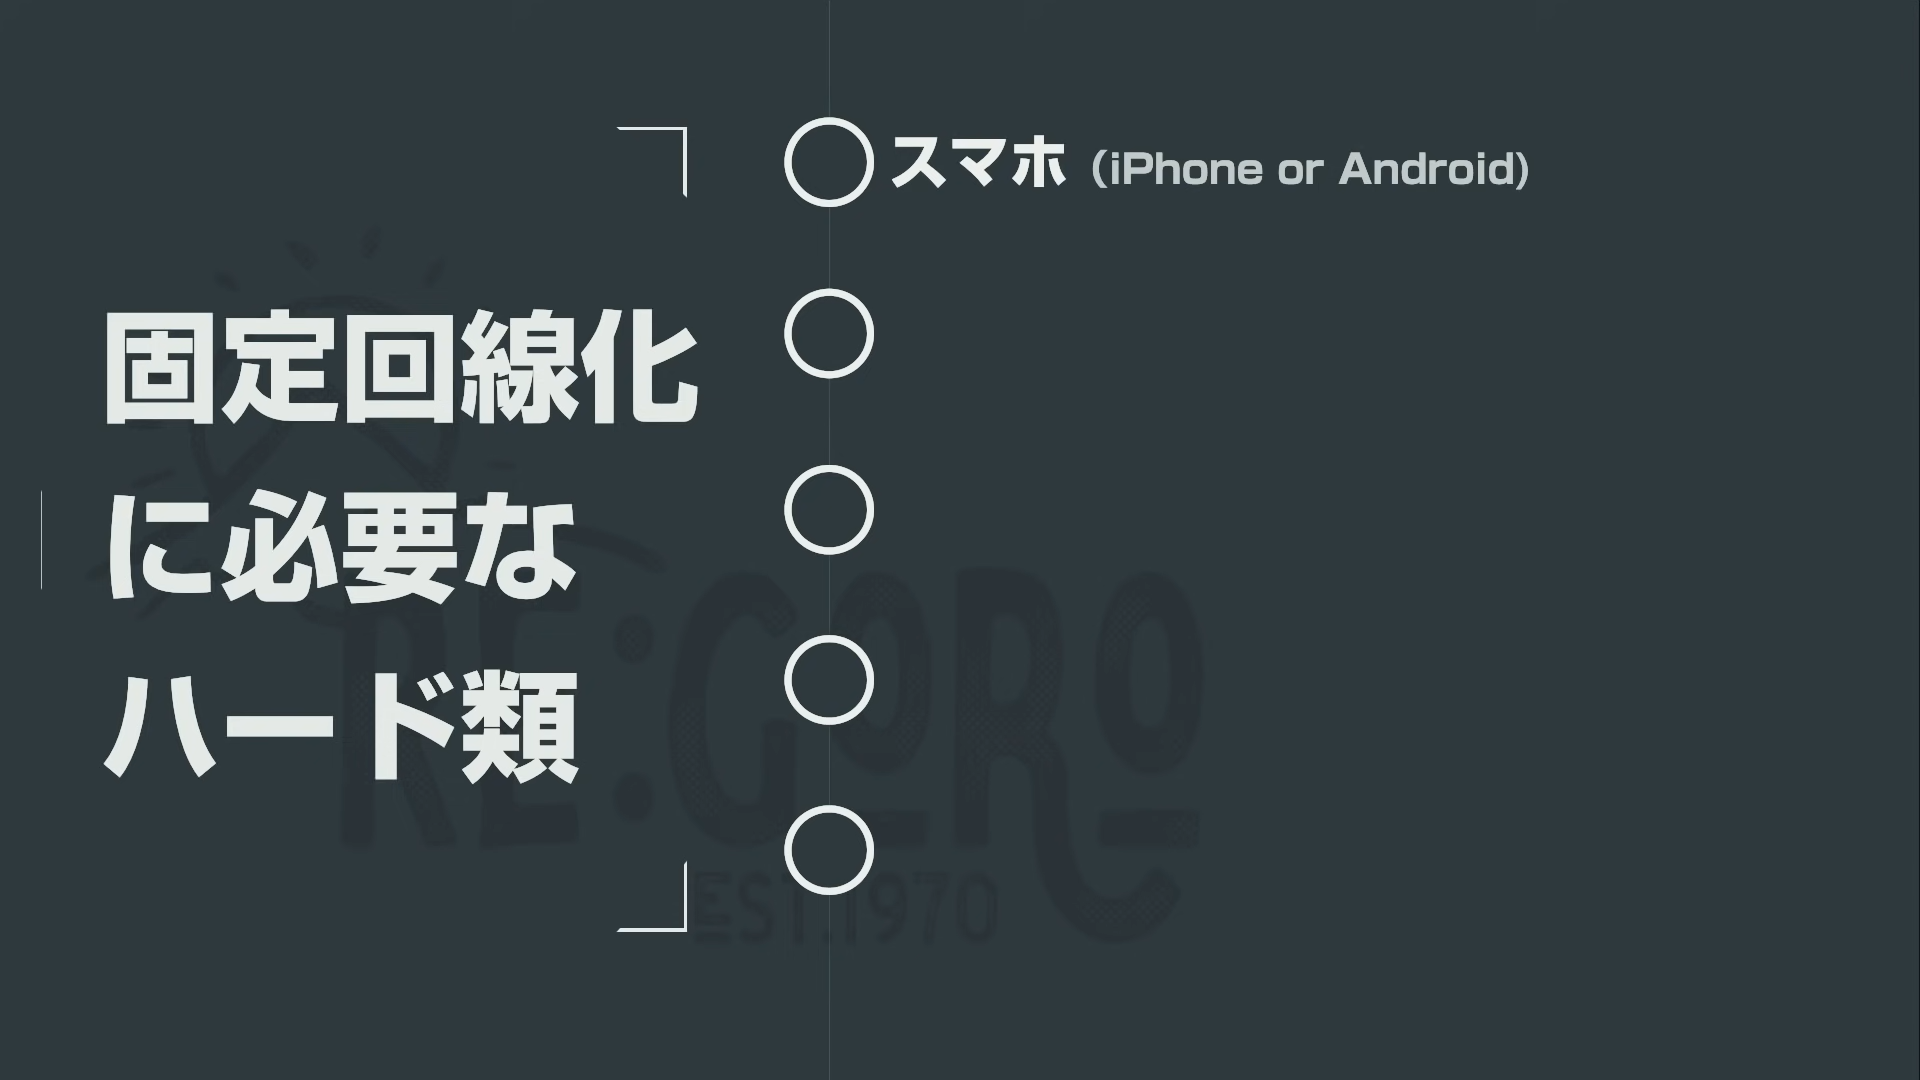 固定回線化
に必要な
ハード類
スマホ (iPhone or Android)
RE:GORO
EST.1970